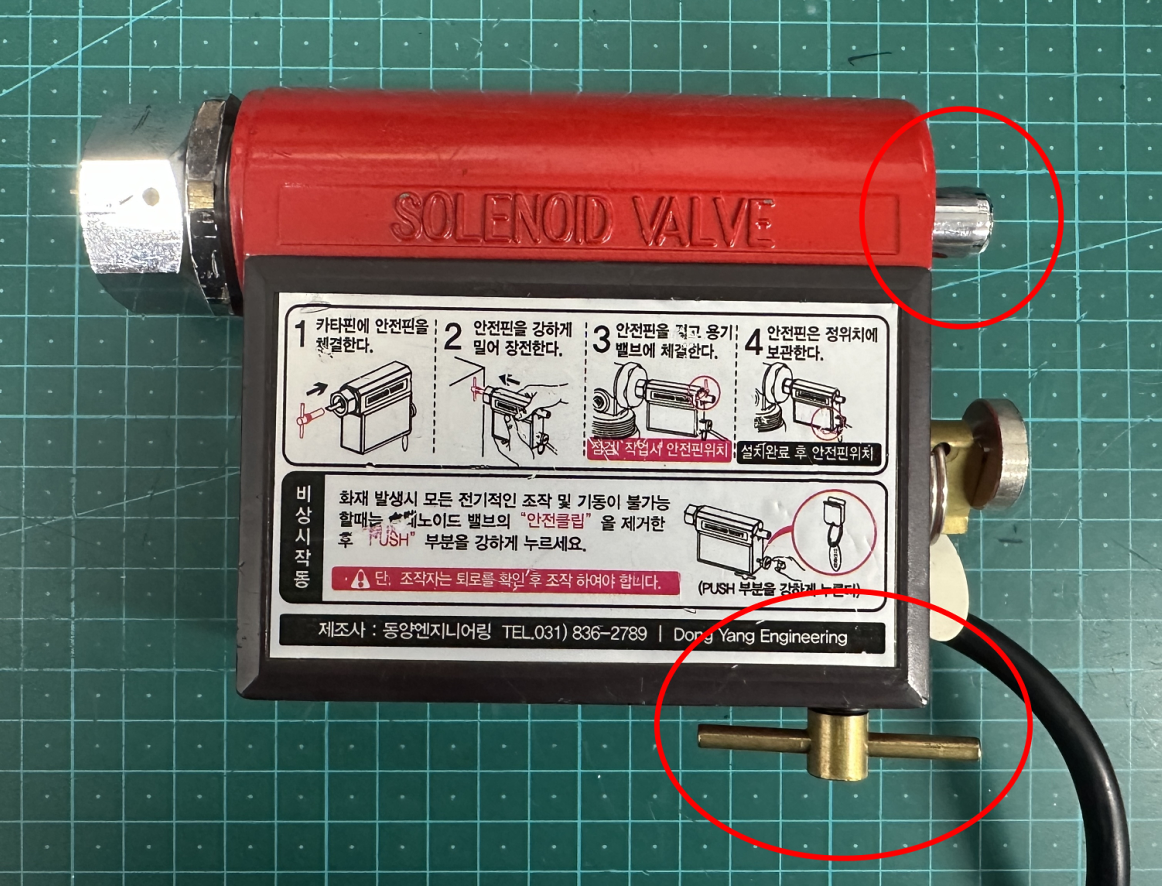 SOLENOID VALVE
1 카타핀에 안전핀을
체결한다.
2 안전핀을 강하게
밀어 장전한다.
3 안전핀을 용기
밸브에 체결한다.
4 안전핀은 정위치에
보관한다.
점검 작업시 안전핀위치
설치완료 후 안전핀위치
비상시작동
화재 발생시 모든 전기적인 조작 및 기동이 불가능
할때는 밸브의 "안전클립" 을 제거한
후 "PUSH" 부분을 강하게 누르세요.
단, 조작자는 퇴로를 확인 후 조작 하여야 합니다.
(PUSH 부분을 강하게 누른다)
제조사 : 동양엔지니어링 TEL.031) 836-2789 | Dong Yang Engineering